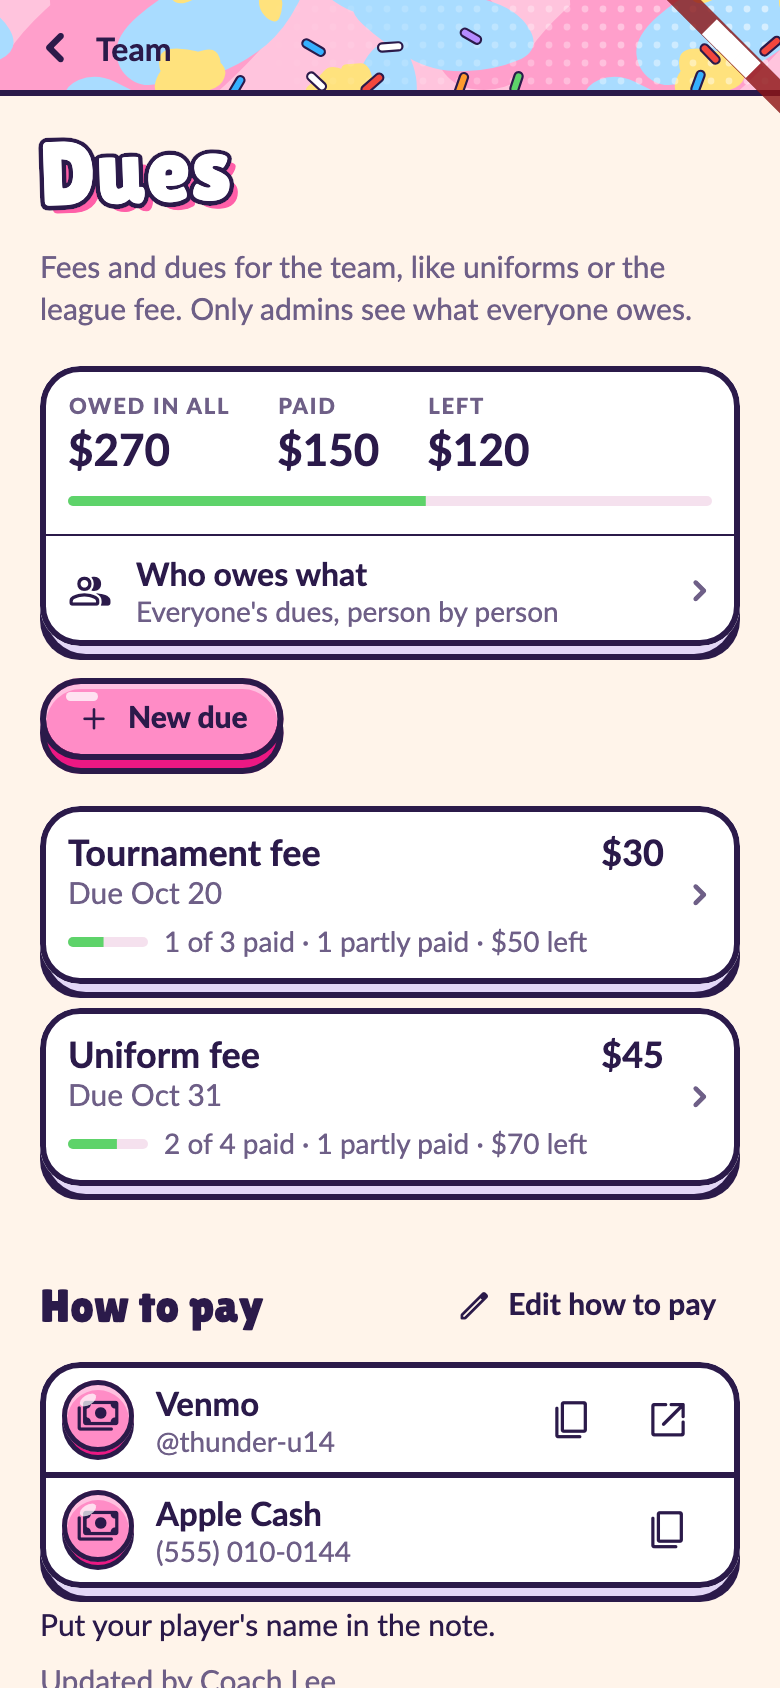 Team
Dues
Fees and dues for the team, like uniforms or the
league fee. Only admins see what everyone owes.
OWED IN ALL PAID LEFT
$270 $150 $120
Who owes what
Everyone's dues, person by person
New due
Tournament fee $30
Due Oct 20
1 of 3 paid · 1 partly paid · $50 left
Uniform fee $45
Due Oct 31
2 of 4 paid · 1 partly paid · $70 left
How to pay Edit how to pay
Venmo
@thunder-u14
Apple Cash
(555) 010-0144
Put your player's name in the note.
Updated by Coach Lee